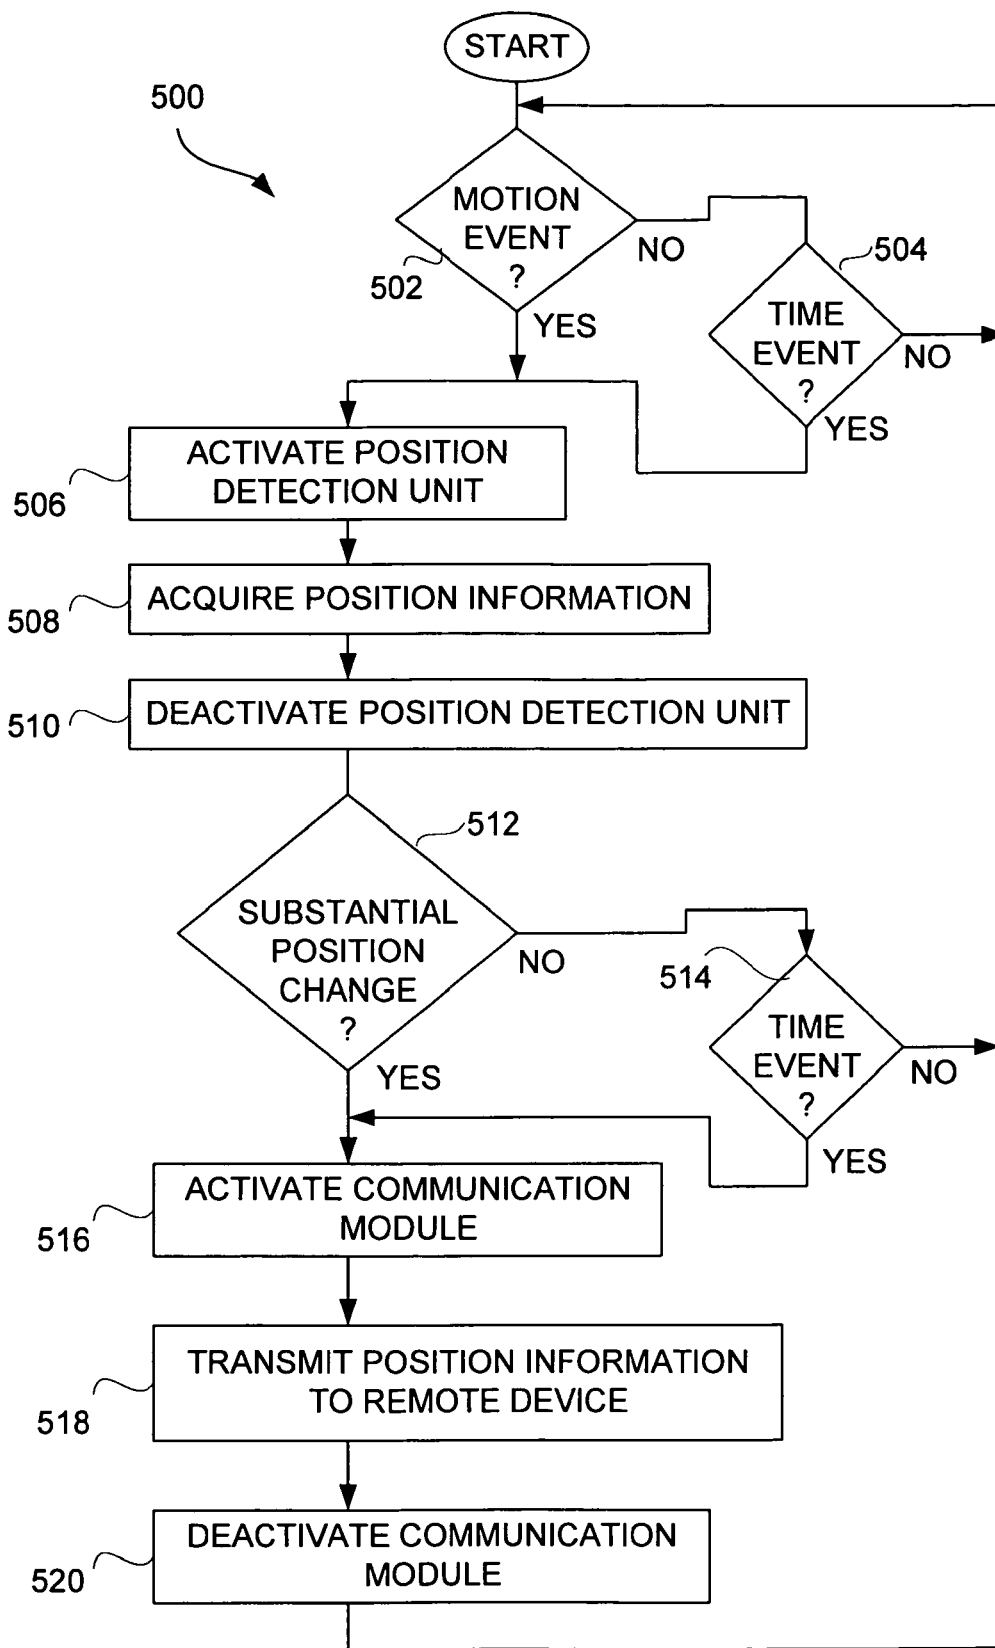 START
500
MOTION
EVENT
?
502
NO
YES
504
TIME
EVENT
?
NO
YES
ACTIVATE POSITION
DETECTION UNIT
506
ACQUIRE POSITION INFORMATION
508
DEACTIVATE POSITION DETECTION UNIT
510
512
SUBSTANTIAL
POSITION
CHANGE
?
NO
YES
514
TIME
EVENT
?
NO
YES
ACTIVATE COMMUNICATION
MODULE
516
TRANSMIT POSITION INFORMATION
TO REMOTE DEVICE
518
DEACTIVATE COMMUNICATION
MODULE
520